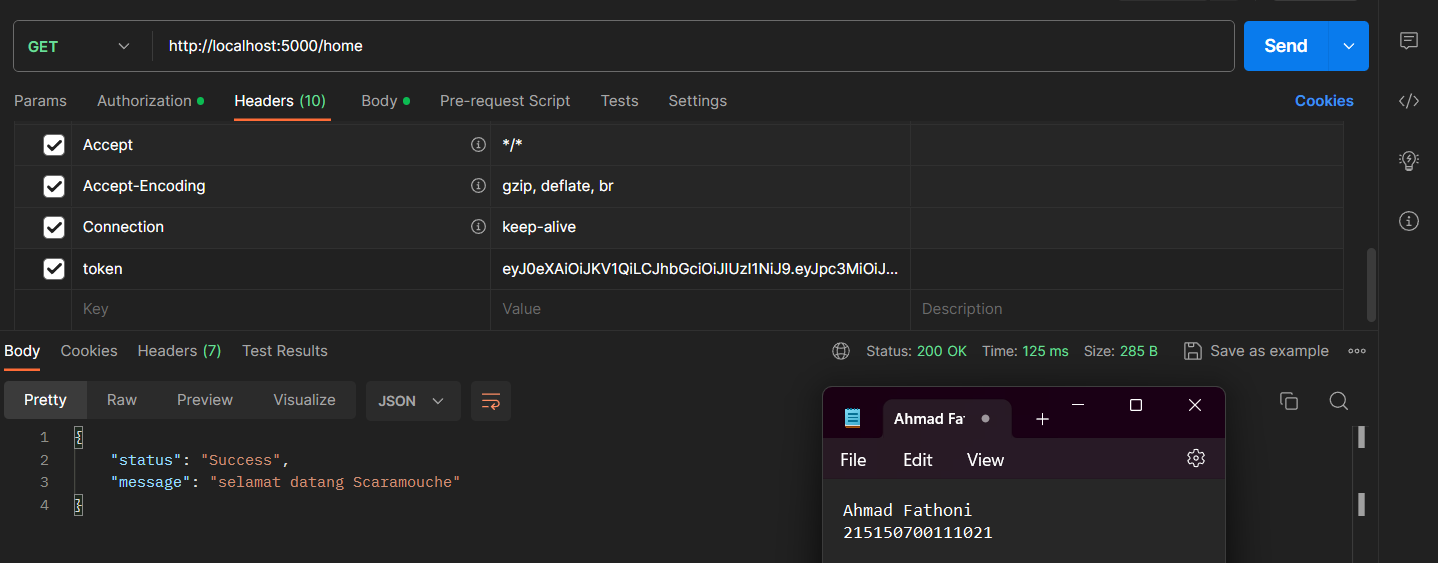 GET http://localhost:5000/home Send
Params Authorization Headers (10) Body Pre-request Script Tests Settings Cookies
Accept */*
Accept-Encoding gzip, deflate, br
Connection keep-alive
token eyJ0eXAiOiJKV1QiLCJhbGciOiJIUzI1NiJ9.eyJpc3MiOiJ...
Key Value Description
Body Cookies Headers (7) Test Results Status: 200 OK Time: 125 ms Size: 285 B Save as example
Pretty Raw Preview Visualize JSON
1 {
2 "status": "Success",
3 "message": "selamat datang Scaramouche"
4 }
Ahmad Fat
File Edit View
Ahmad Fathoni
215150700111021